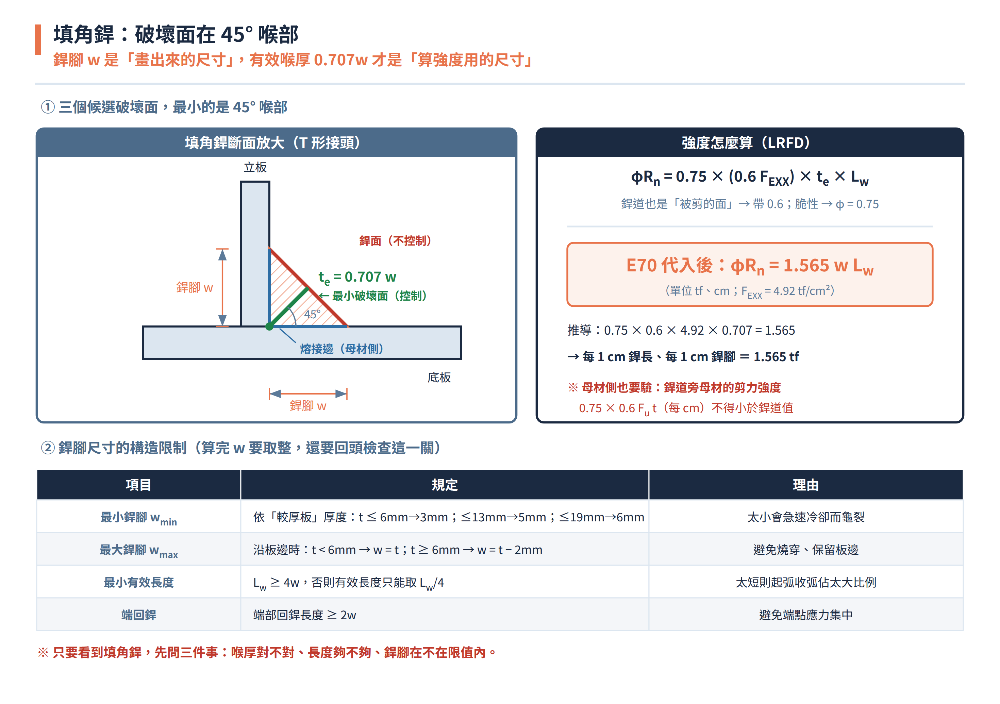 填角銲：破壞面在 45° 喉部
銲腳 w 是「畫出來的尺寸」，有效喉厚 0.707w 才是「算強度用的尺寸」
① 三個候選破壞面，最小的是 45° 喉部
填角銲斷面放大（T 形接頭）
立板
銲面（不控制）
te = 0.707 w
← 最小破壞面（控制）
銲腳 w
45°
熔接邊（母材側）
底板
銲腳 w
強度怎麼算（LRFD）
ϕRn = 0.75 × (0.6 FEXX) × te × Lw
銲道也是「被剪的面」→ 帶 0.6；脆性 → ϕ = 0.75
E70 代入後：ϕRn = 1.565 w Lw
（單位 tf、cm；FEXX = 4.92 tf/cm²）
推導：0.75 × 0.6 × 4.92 × 0.707 = 1.565
→ 每 1 cm 銲長、每 1 cm 銲腳 ＝ 1.565 tf
※ 母材側也要驗：銲道旁母材的剪力強度
0.75 × 0.6 Fu t（每 cm）不得小於銲道值
② 銲腳尺寸的構造限制（算完 w 要取整，還要回頭檢查這一關）
項目 規定 理由
最小銲腳 wmin 依「較厚板」厚度：t ≤ 6mm→3mm；≤13mm→5mm；≤19mm→6mm 太小會急速冷卻而龜裂
最大銲腳 wmax 沿板邊時：t < 6mm → w = t；t ≥ 6mm → w = t − 2mm 避免燒穿、保留板邊
最小有效長度 Lw ≥ 4w，否則有效長度只能取 Lw/4 太短則起弧收弧佔太大比例
端回銲 端部回銲長度 ≥ 2w 避免端點應力集中
※ 只要看到填角銲，先問三件事：喉厚對不對、長度夠不夠、銲腳在不在限值內。